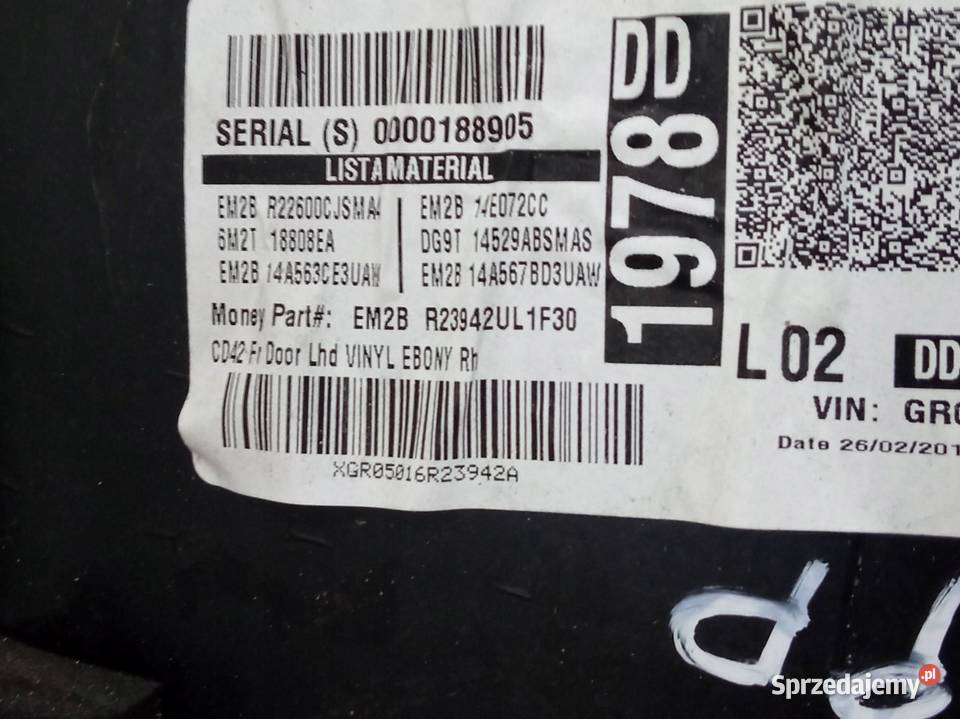 SERIAL (S) 0000188905
LISTA MATERIAL
EM2B R22600CJSMA
EM2B 14E072CC
6M2T 18808EA
DG9T 14529ABSMAS
EM2B 14A563CE3UAW
EM2B 14A567BD3UAW
Money Part#: EM2B R23942UL1F30
CD42 Fr Door Lhd VINYL EBONY Rh
XGR05016R23942A
1978 DD
L 02 DD
VIN: GR0
Date 26/02/201
Sprzedajemy.pl